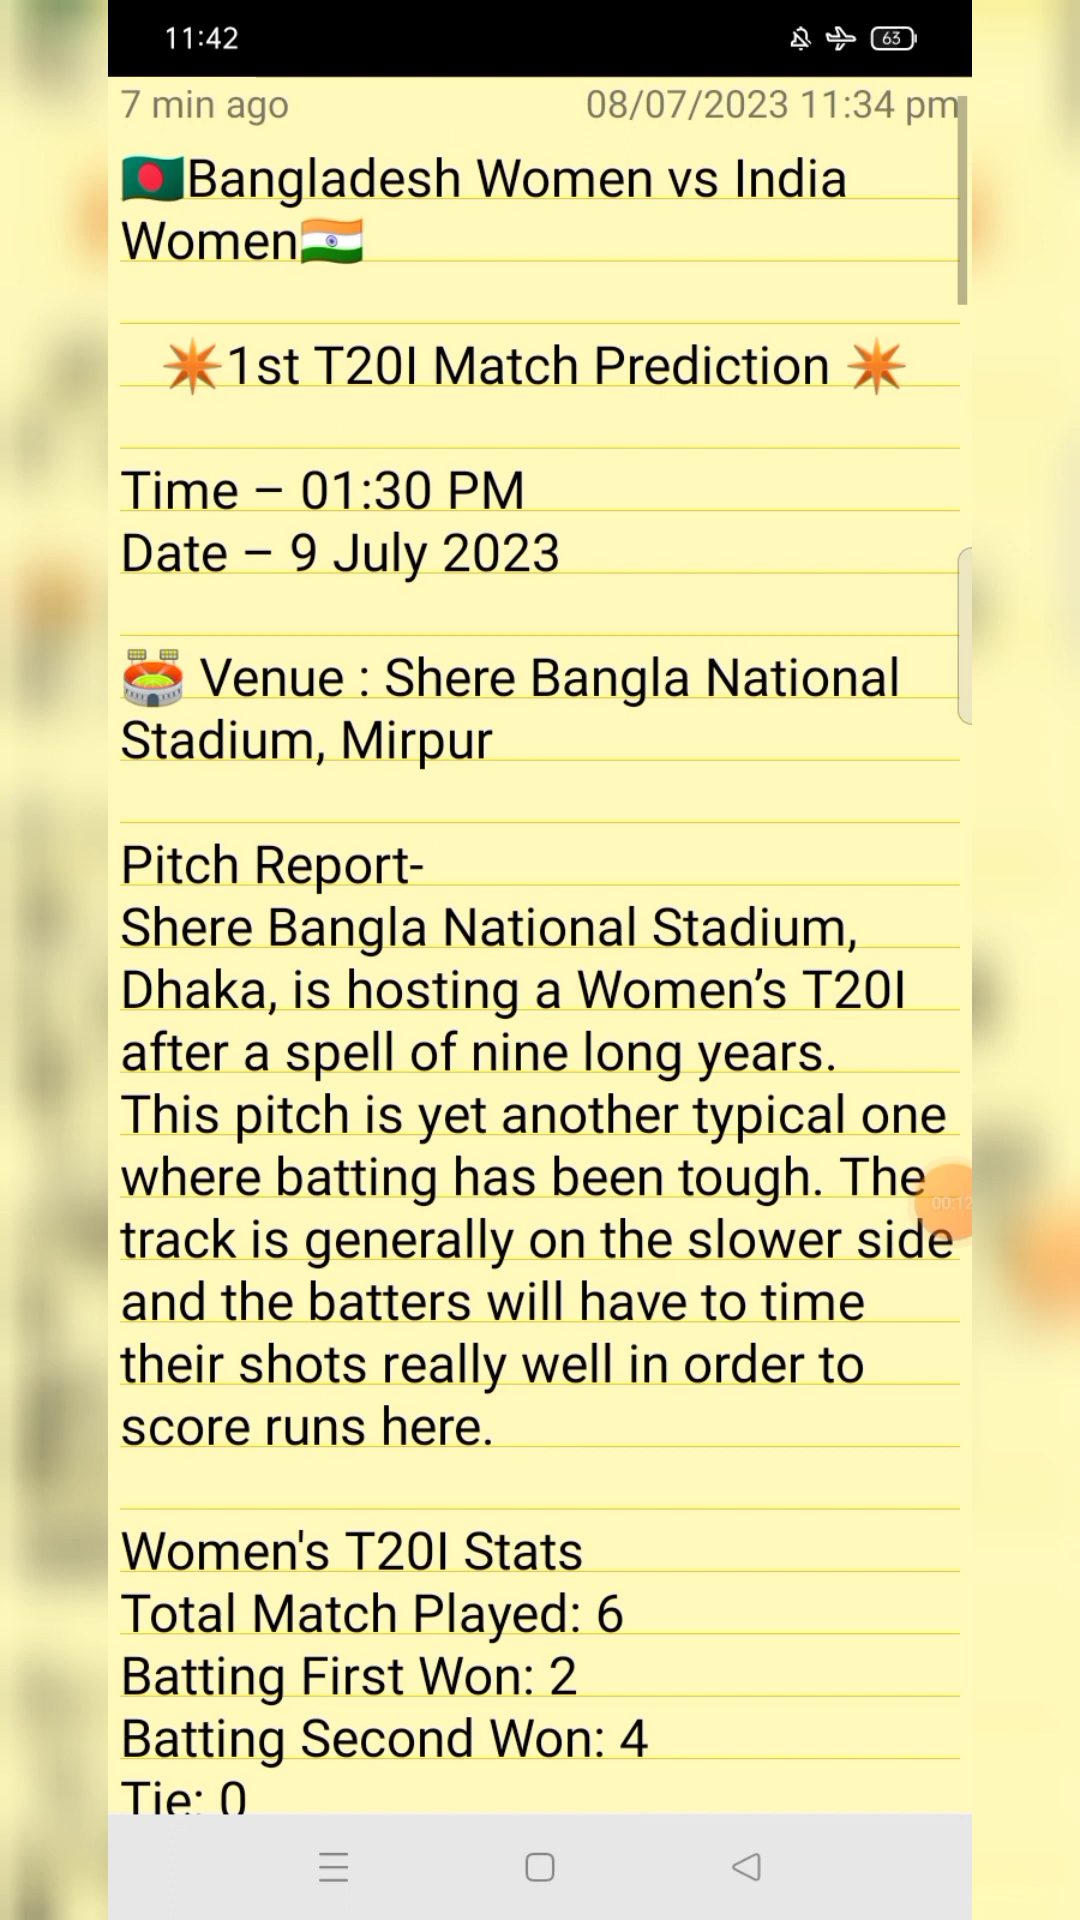 11:42
63
7 min ago 08/07/2023 11:34 pm
🇧🇩Bangladesh Women vs India
Women🇮🇳
💥1st T20I Match Prediction 💥
Time – 01:30 PM
Date – 9 July 2023
🏟️ Venue : Shere Bangla National
Stadium, Mirpur
Pitch Report-
Shere Bangla National Stadium,
Dhaka, is hosting a Women’s T20I
after a spell of nine long years.
This pitch is yet another typical one
where batting has been tough. The
00:12
track is generally on the slower side
and the batters will have to time
their shots really well in order to
score runs here.
Women's T20I Stats
Total Match Played: 6
Batting First Won: 2
Batting Second Won: 4
Tie: 0